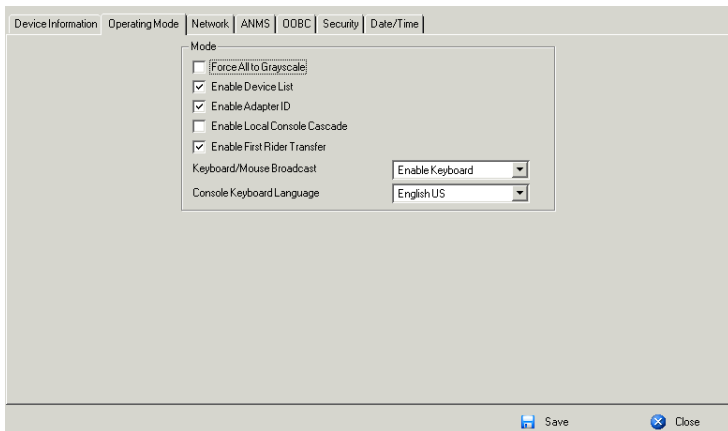 Device Information Operating Mode Network ANMS OOBC Security Date/Time
Mode
Force All to Grayscale
Enable Device List
Enable Adapter ID
Enable Local Console Cascade
Enable First Rider Transfer
Keyboard/Mouse Broadcast Enable Keyboard
Console Keyboard Language English US
Save Close